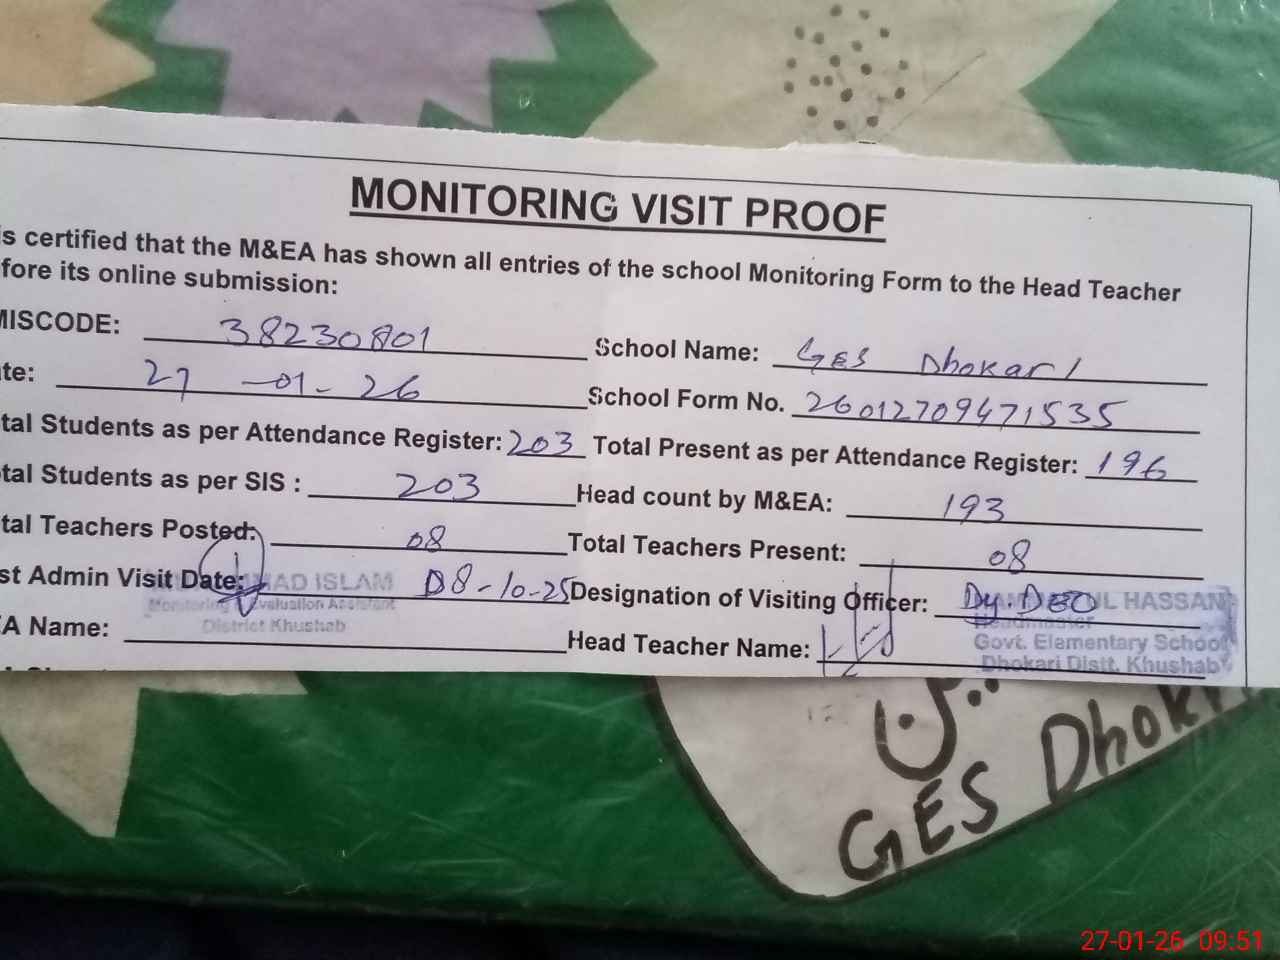 MONITORING VISIT PROOF
is certified that the M&EA has shown all entries of the school Monitoring Form to the Head Teacher
fore its online submission:
MISCODE: 38230801 School Name: GES Dhokari
te: 27-01-26 School Form No. 26012709471535
tal Students as per Attendance Register: 203 Total Present as per Attendance Register: 196
tal Students as per SIS : 203 Head count by M&EA: 193
tal Teachers Posted: 08 Total Teachers Present: 08
st Admin Visit Date: 08-10-25 Designation of Visiting Officer: Dy. DEO
AD ISLAM
Monitoring & Evaluation Assistant
District Khushab
UL HASSAN
Headmaster
Govt. Elementary School
Dhokari Distt. Khushab
A Name: Head Teacher Name:
GES Dhok
27-01-26 09:51